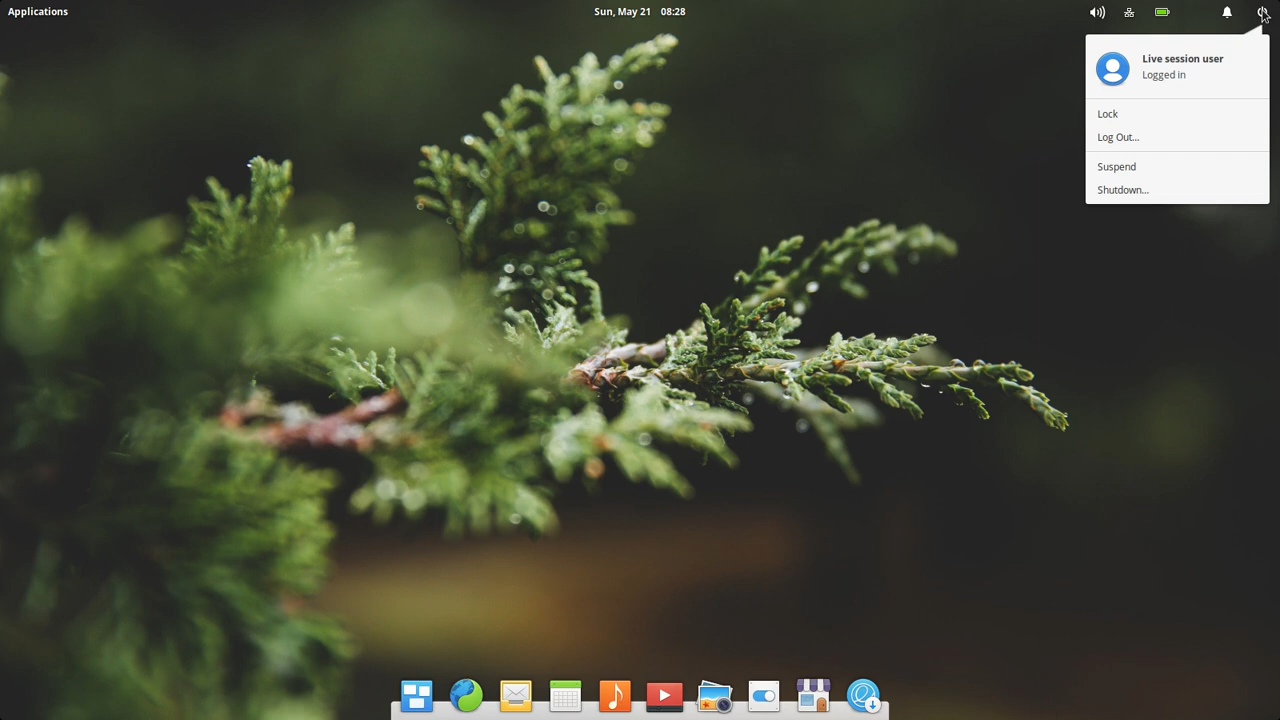 Applications
Sun, May 21 08:28
Live session user
Logged in
Lock
Log Out...
Suspend
Shutdown...